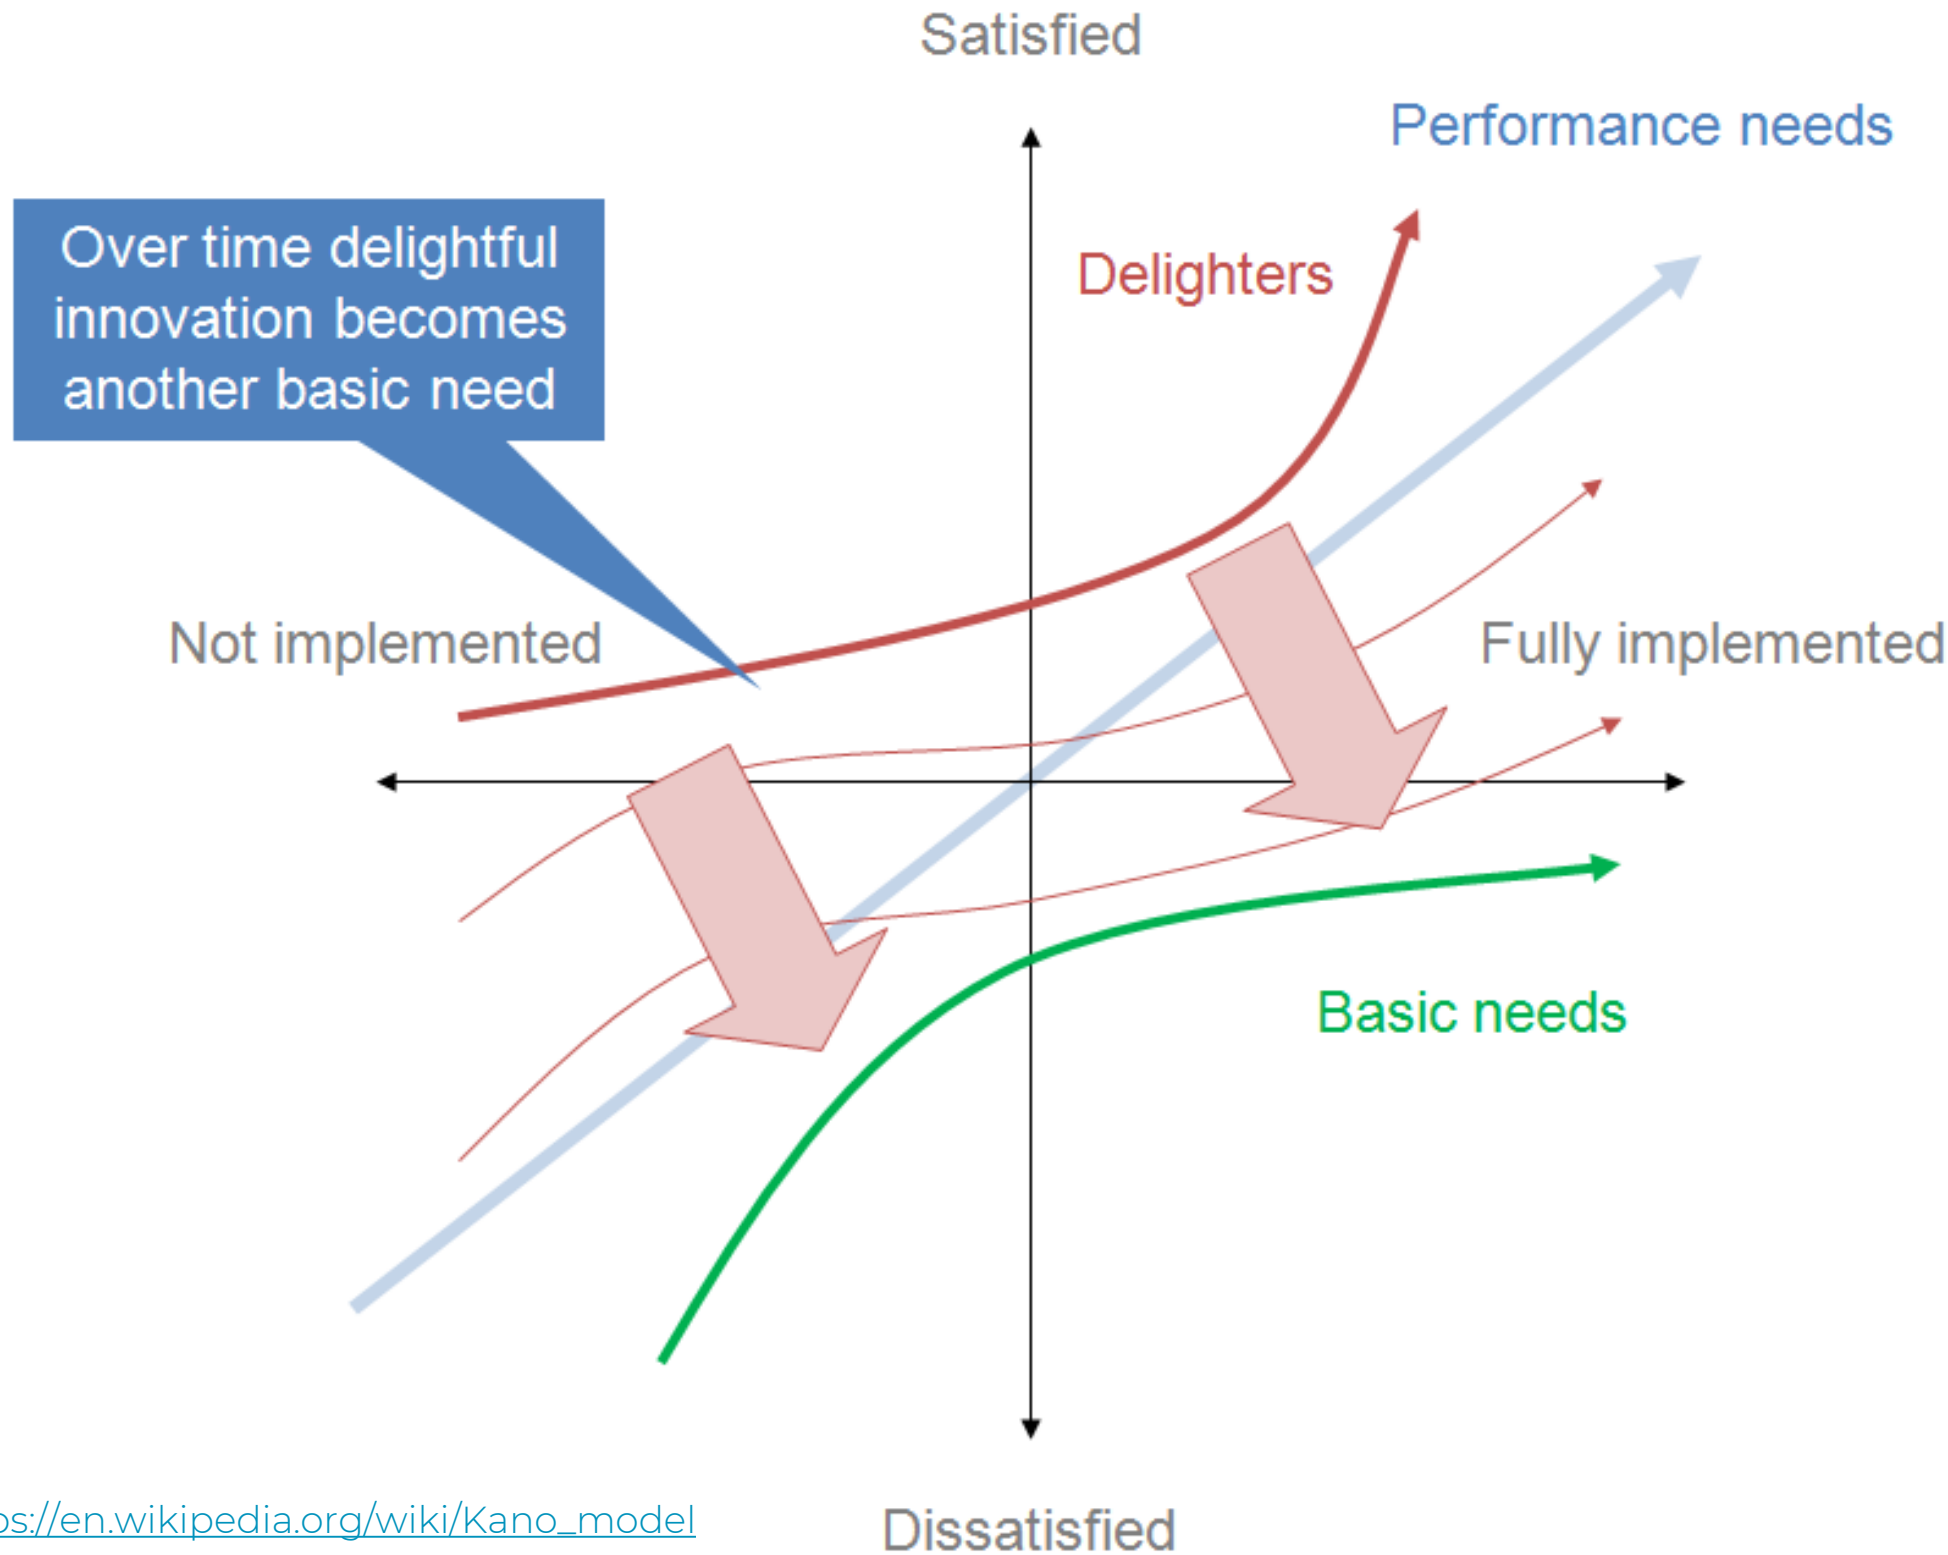 Satisfied
Performance needs
Over time delightful
innovation becomes
another basic need
Delighters
Not implemented
Fully implemented
Basic needs
ps://en.wikipedia.org/wiki/Kano_model
Dissatisfied